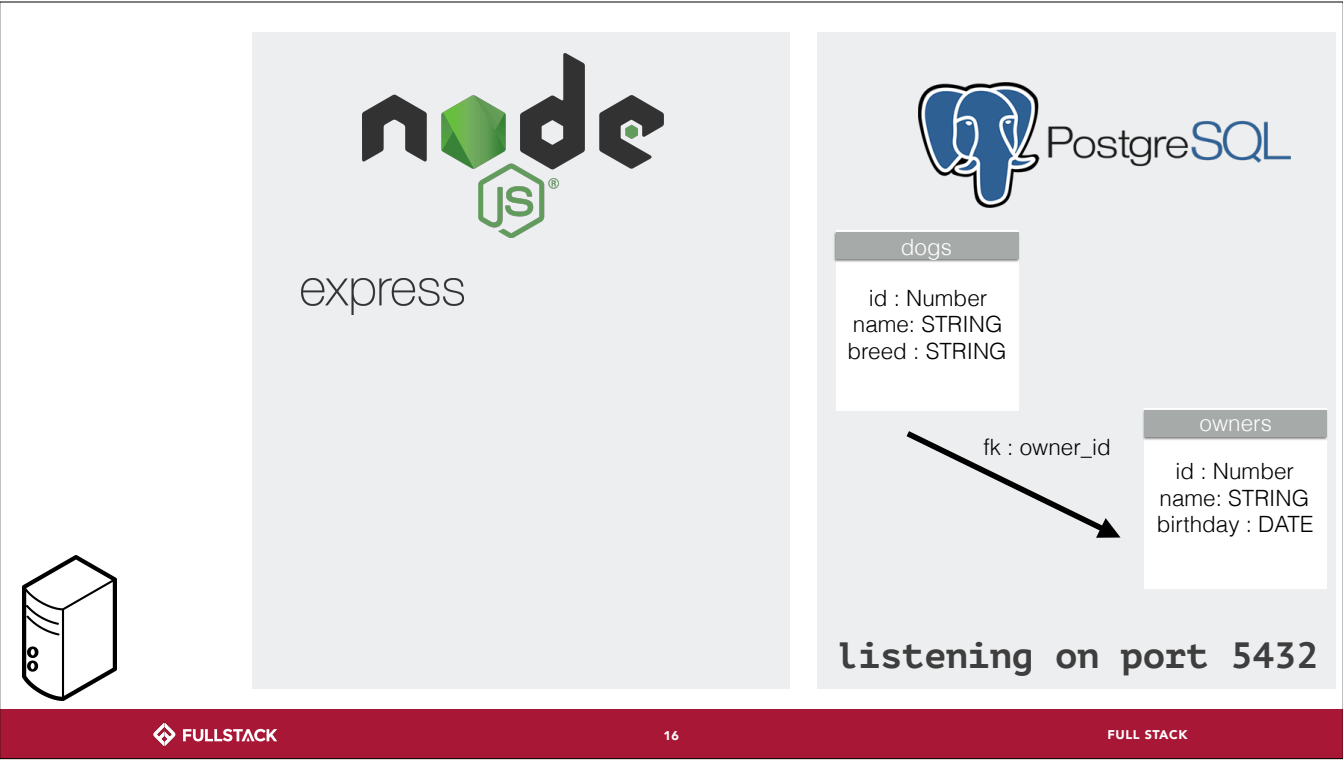 node
JS®
express
PostgreSQL
dogs
id : Number
name: STRING
breed : STRING
fk : owner_id
owners
id : Number
name: STRING
birthday : DATE
listening on port 5432
FULLSTACK
16
FULL STACK